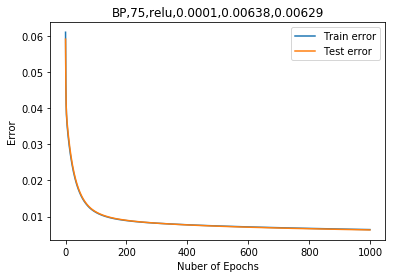 BP,75,relu,0.0001,0.00638,0.00629
Train error
Test error
0.06
0.05
0.04
0.03
0.02
0.01
Error
0
200
400
600
800
1000
Nuber of Epochs